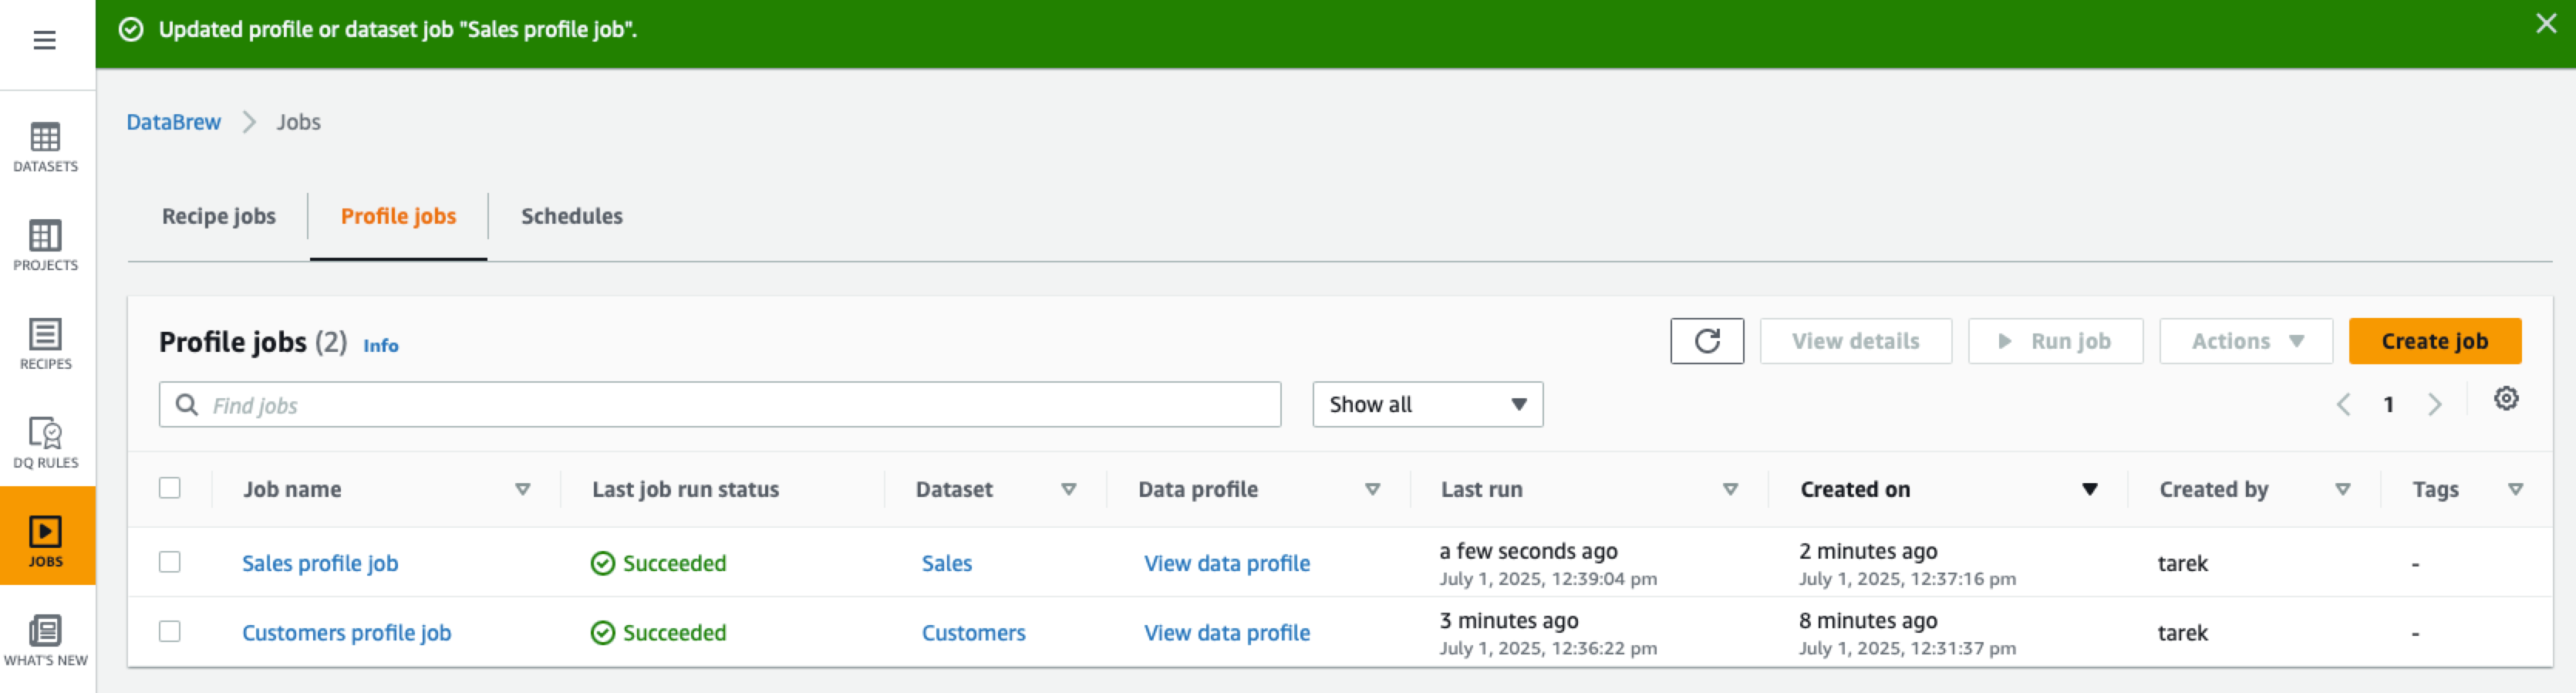 Updated profile or dataset job "Sales profile job".
DataBrew Jobs
DATASETS
PROJECTS
RECIPES
DQ RULES
JOBS
WHAT'S NEW
Recipe jobs Profile jobs Schedules
Profile jobs (2) Info View details Run job Actions Create job
Find jobs Show all 1
Job name Last job run status Dataset Data profile Last run Created on Created by Tags
Sales profile job Succeeded Sales View data profile a few seconds ago 2 minutes ago tarek -
July 1, 2025, 12:39:04 pm July 1, 2025, 12:37:16 pm
Customers profile job Succeeded Customers View data profile 3 minutes ago 8 minutes ago tarek -
July 1, 2025, 12:36:22 pm July 1, 2025, 12:31:37 pm